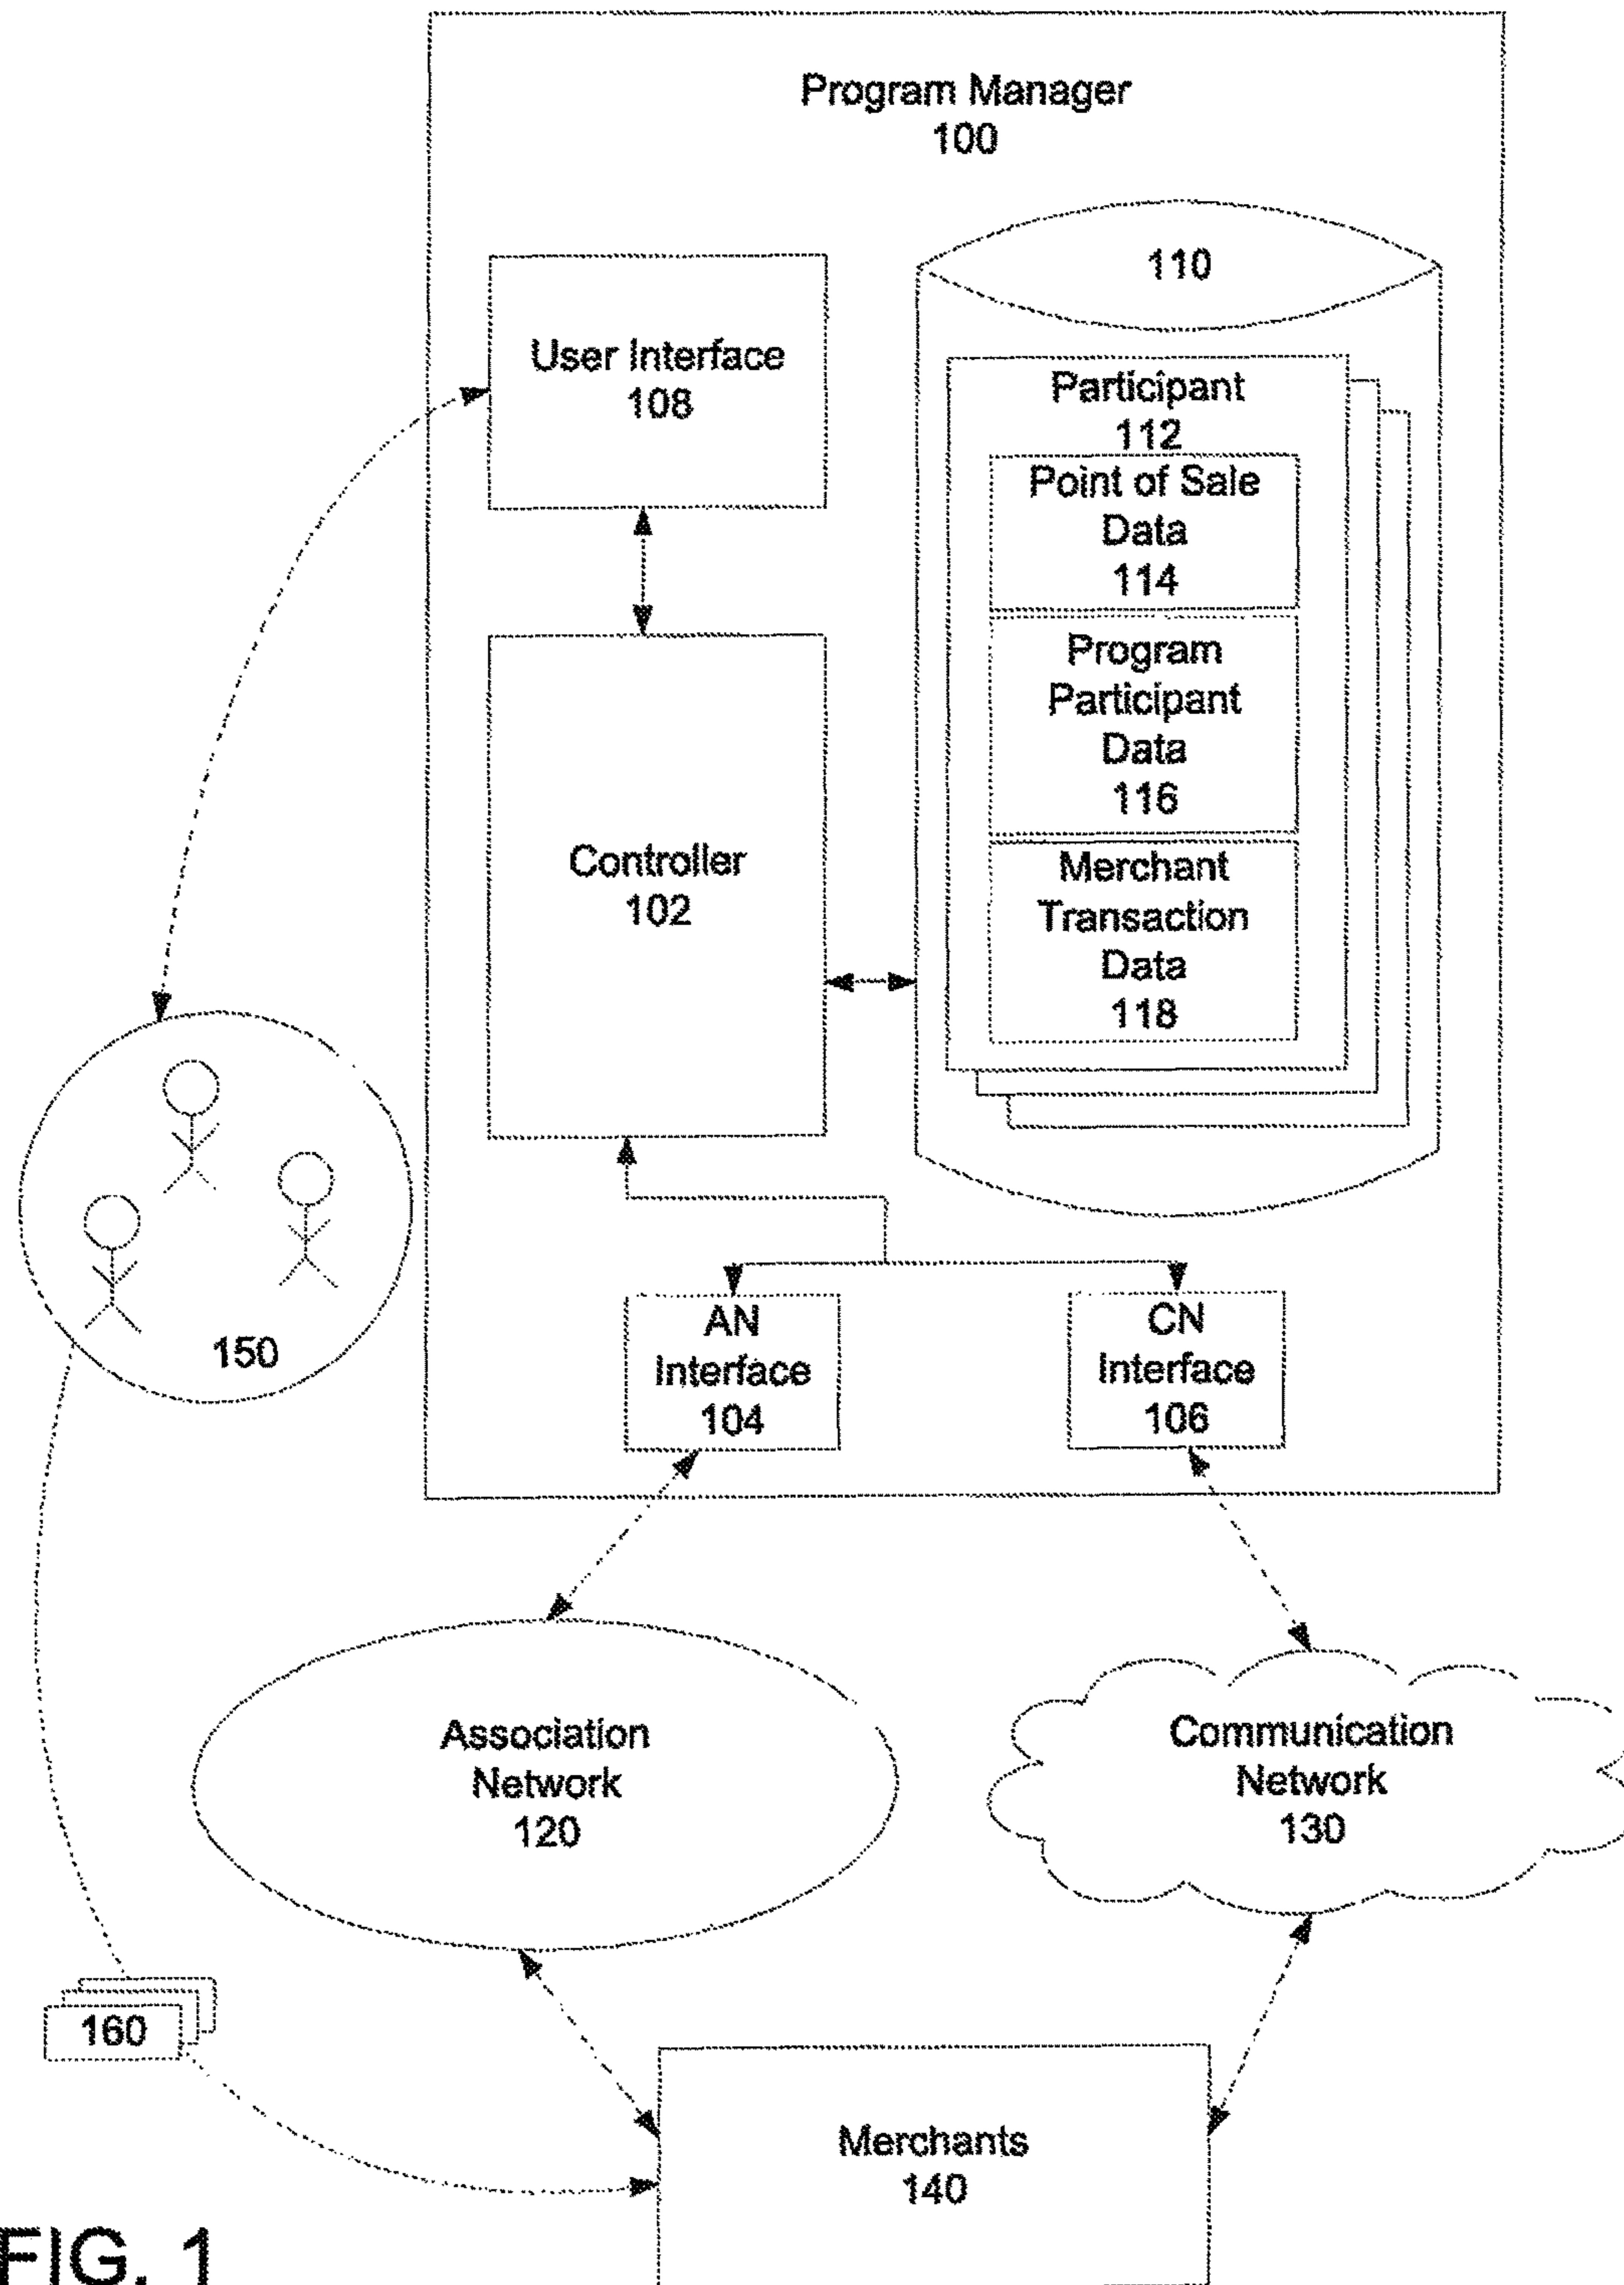 Program Manager
100
110
User Interface
108
Participant
112
Point of Sale
Data
114
Program
Participant
Data
116
Controller
102
Merchant
Transaction
Data
118
150
AN
Interface
104
CN
Interface
106
Association
Network
120
Communication
Network
130
160
Merchants
140
FIG. 1